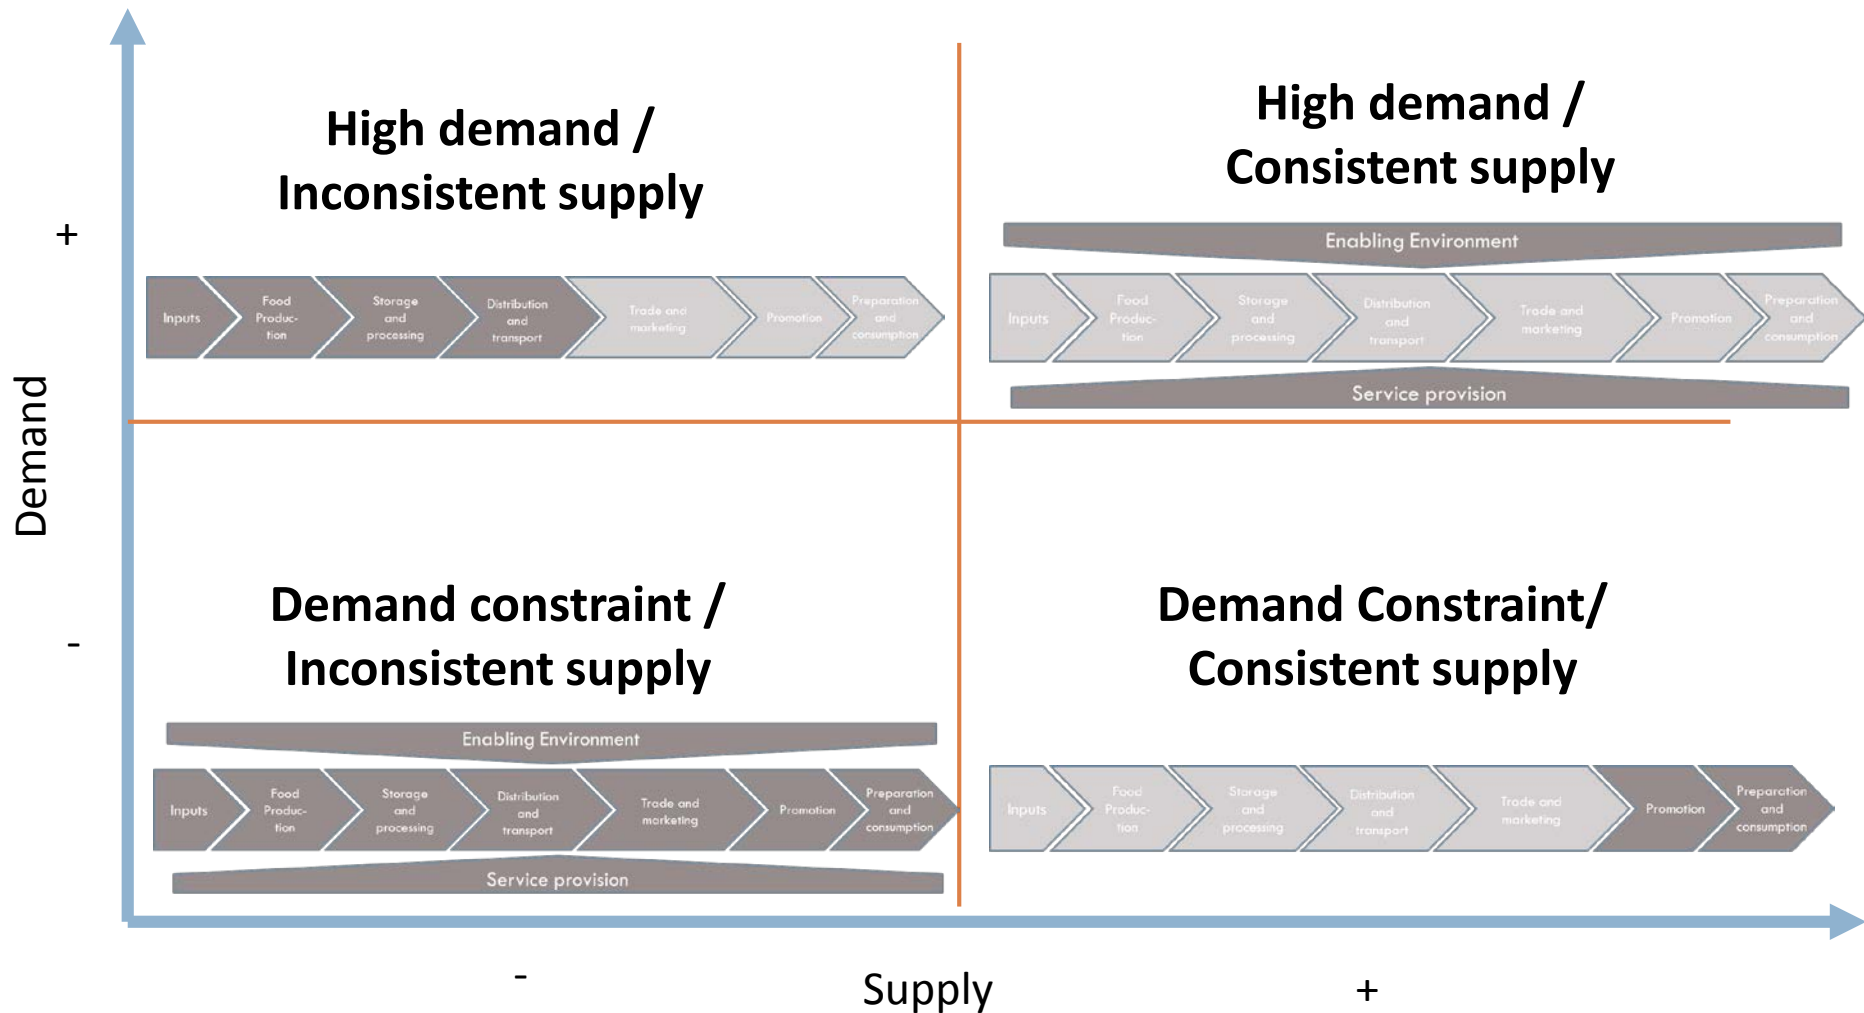 High demand /
Inconsistent supply
High demand /
Consistent supply
+
Enabling Environment
Inputs
Food
Produc-
tion
Storage
and
processing
Distribution
and
transport
Trade and
marketing
Promotion
Preparation
and
consumption
Inputs
Food
Produc-
tion
Storage
and
processing
Distribution
and
transport
Trade and
marketing
Promotion
Preparation
and
consumption
Service provision
Demand
-
Demand constraint /
Inconsistent supply
Demand Constraint/
Consistent supply
Enabling Environment
Inputs
Food
Produc-
tion
Storage
and
processing
Distribution
and
transport
Trade and
marketing
Promotion
Preparation
and
consumption
Service provision
Inputs
Food
Produc-
tion
Storage
and
processing
Distribution
and
transport
Trade and
marketing
Promotion
Preparation
and
consumption
-
Supply
+